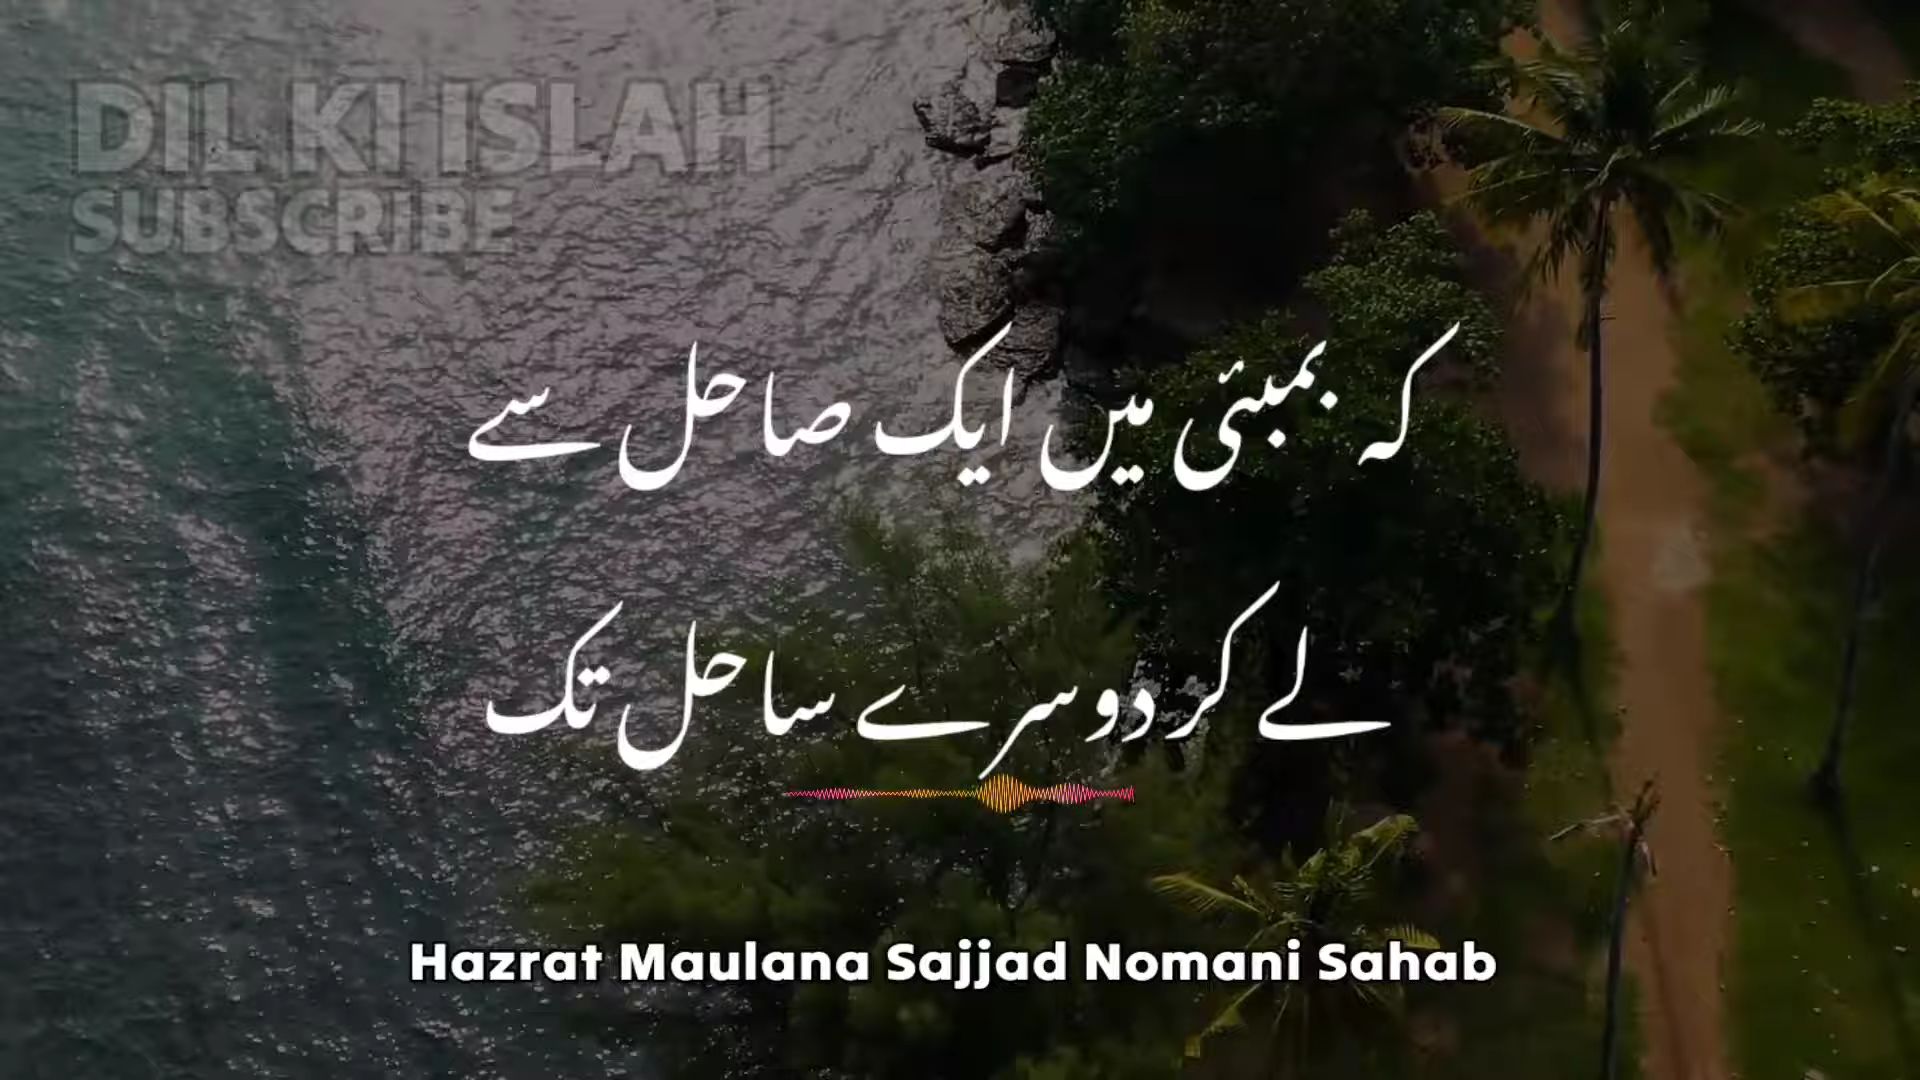 DIL KI ISLAH
SUBSCRIBE
کہ بمبئی میں ایک صاحل سے
لے کر دوسرے ساحل تک
Hazrat Maulana Sajjad Nomani Sahab